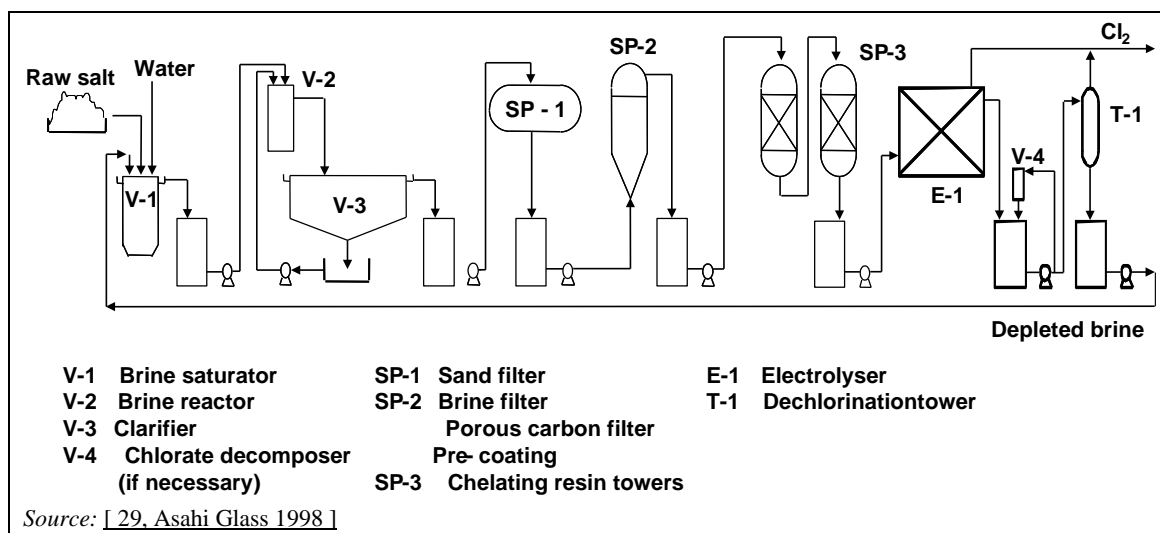 Cl2
SP-2
Water
SP-3
Raw salt
V-2
SP - 1
T-1
V-4
V-1
V-3
E-1
Depleted brine
V-1 Brine saturator
V-2 Brine reactor
V-3 Clarifier
V-4 Chlorate decomposer
(if necessary)
SP-1 Sand filter
SP-2 Brine filter
Porous carbon filter
Pre- coating
SP-3 Chelating resin towers
E-1 Electrolyser
T-1 Dechlorinationtower
Source: [ 29, Asahi Glass 1998 ]